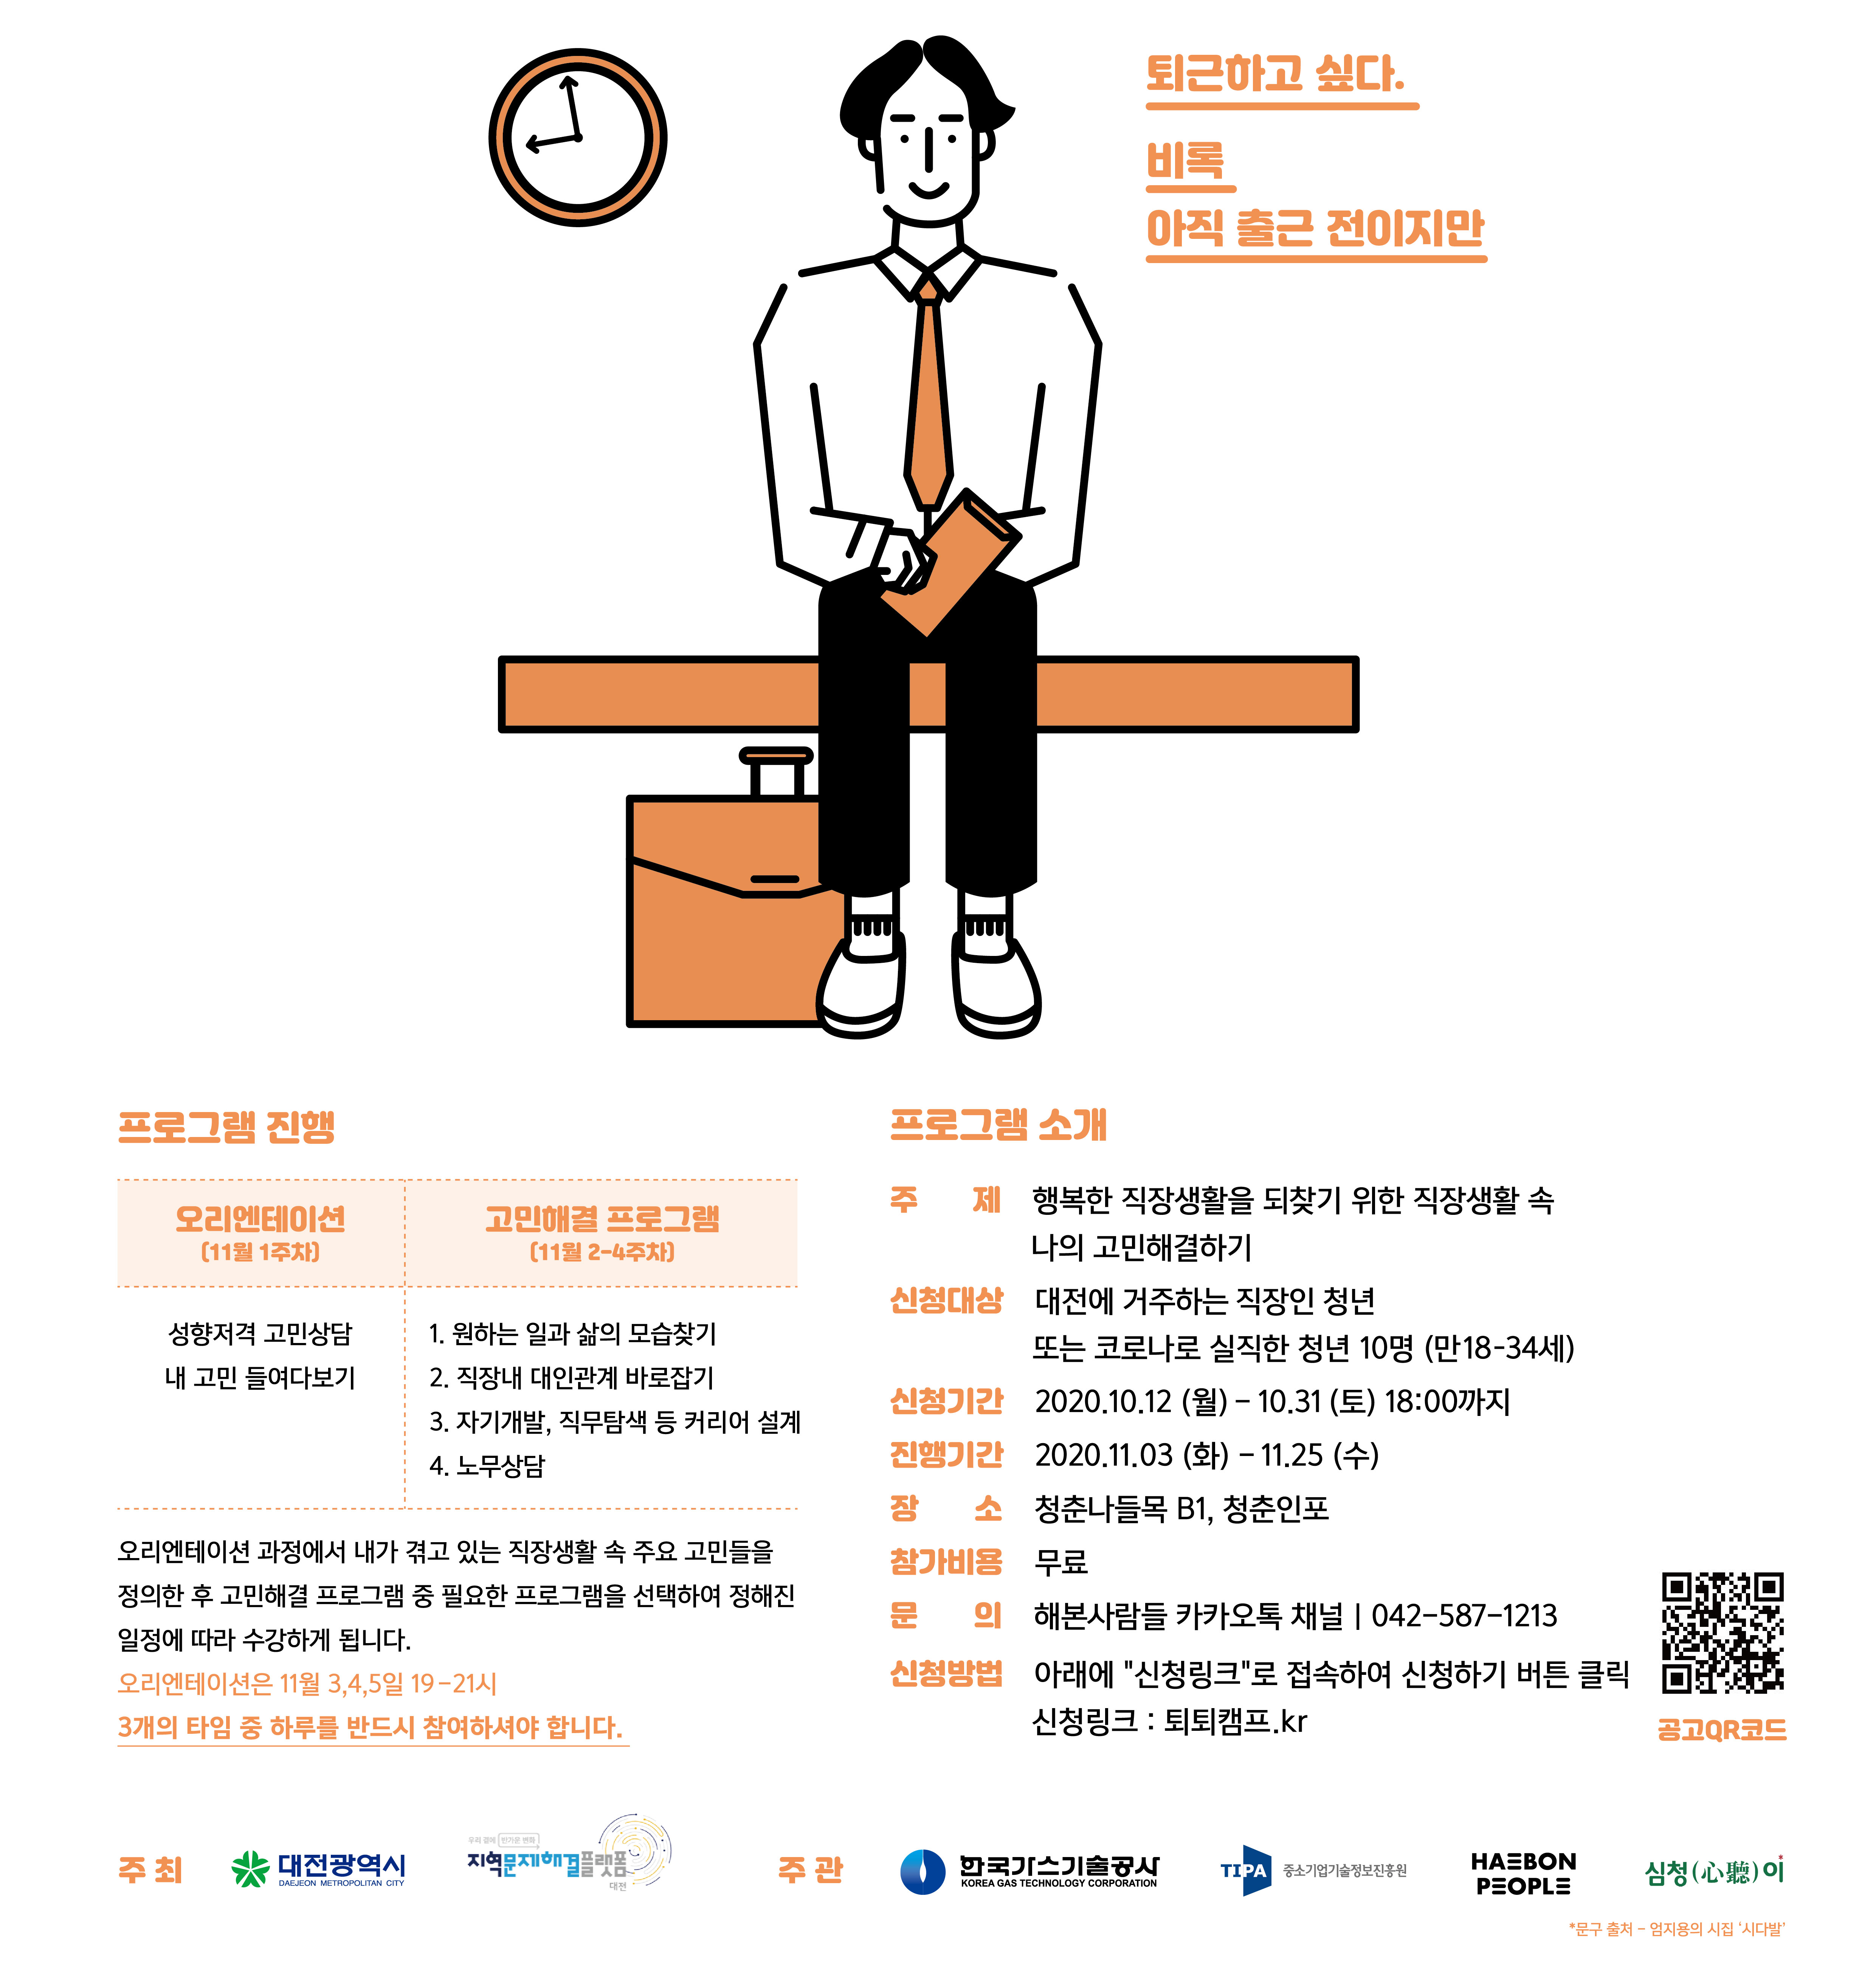 퇴근하고 싶다.
비록
아직 출근 전이지만
프로그램 진행
오리엔테이션
(11월 1주차)
고민해결 프로그램
(11월 2-4주차)
성향저격 고민상담
내 고민 들여다보기
1. 원하는 일과 삶의 모습찾기
2. 직장내 대인관계 바로잡기
3. 자기개발, 직무탐색 등 커리어 설계
4. 노무상담
오리엔테이션 과정에서 내가 겪고 있는 직장생활 속 주요 고민들을
정의한 후 고민해결 프로그램 중 필요한 프로그램을 선택하여 정해진
일정에 따라 수강하게 됩니다.
오리엔테이션은 11월 3,4,5일 19-21시
3개의 타임 중 하루를 반드시 참여하셔야 합니다.
프로그램 소개
주 제 행복한 직장생활을 되찾기 위한 직장생활 속
나의 고민해결하기
신청대상 대전에 거주하는 직장인 청년
또는 코로나로 실직한 청년 10명 (만18-34세)
신청기간 2020.10.12 (월) - 10.31 (토) 18:00까지
진행기간 2020.11.03 (화) - 11.25 (수)
장 소 청춘나들목 B1, 청춘인포
참가비용 무료
문 의 해본사람들 카카오톡 채널 | 042-587-1213
신청방법 아래에 "신청링크"로 접속하여 신청하기 버튼 클릭
신청링크 : 퇴퇴캠프.kr
공고QR코드
주 최
대전광역시
DAEJEON METROPOLITAN CITY
우리 곁에 반가운 변화
지역문제해결플랫폼
대전
주 관
한국가스기술공사
KOREA GAS TECHNOLOGY CORPORATION
TIPA 중소기업기술정보진흥원
HAEBON
PEOPLE
심청(心聽)이*
*문구 출처 - 엄지용의 시집 '시다발'